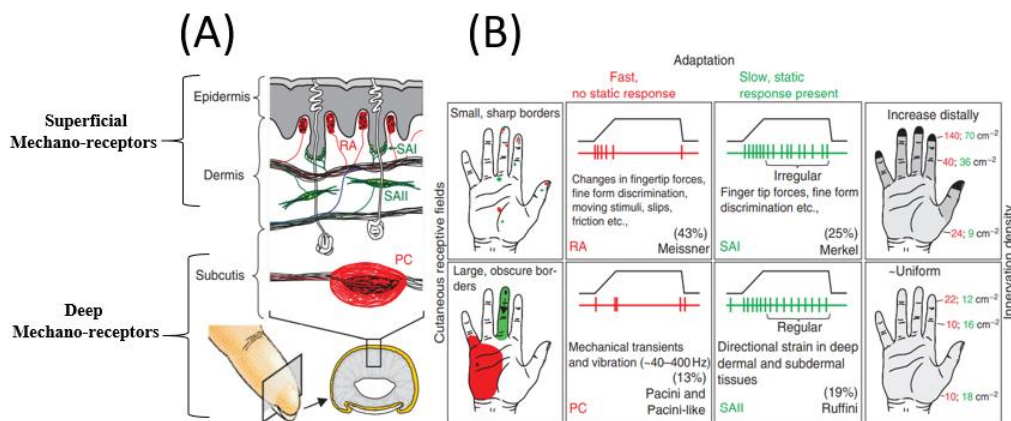 (A)
Superficial
Mechano-receptors
Deep
Mechano-receptors
Epidermis
Dermis
Subcutis
RA
SAI
SAII
PC
(B)
Adaptation
Fast,
no static response
Slow, static
response present
Cutaneous receptive fields
Innervation density
Small, sharp borders
Changes in fingertip forces,
fine form discrimination,
moving stimuli, slips,
friction etc.,
(43%)
RA
Meissner
Irregular
Finger tip forces, fine form
discrimination etc.,
(25%)
SAI
Merkel
Increase distally
140; 70 cm-2
40; 36 cm-2
24; 9 cm-2
Large, obscure bor-
ders
Mechanical transients
and vibration (~40–400Hz)
(13%)
Pacini and
PC
Pacini-like
Regular
Directional strain in deep
dermal and subdermal
tissues
(19%)
SAII
Ruffini
~Uniform
22; 12 cm-2
10; 16 cm-2
10; 18 cm-2